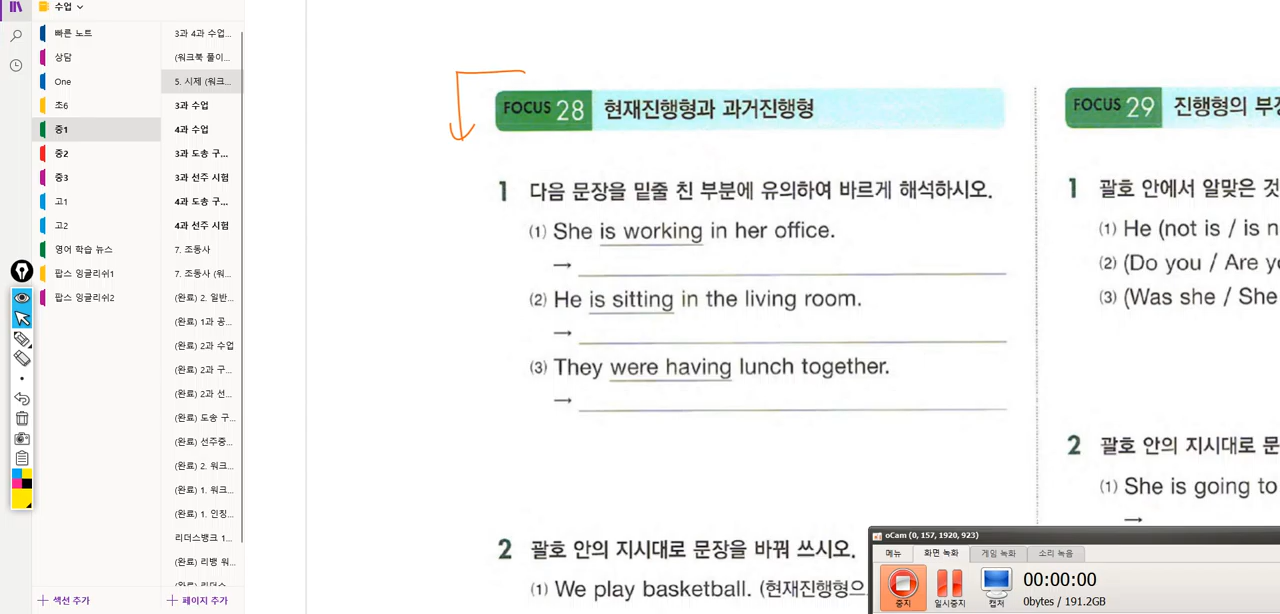 수업
빠른 노트
상담
One
초6
중1
중2
중3
고1
고2
영어 학습 뉴스
팝스 잉글리쉬1
팝스 잉글리쉬2
섹션 추가
3과 4과 수업...
(워크북 풀이...
5. 시제 (워크...
3과 수업
4과 수업
3과 도송 구...
3과 선주 시험
4과 도송 구...
4과 선주 시험
7. 조동사
7. 조동사 (워...
(완료) 2. 일반...
(완료) 1과 공...
(완료) 2과 수업
(완료) 2과 구...
(완료) 2과 선...
(완료) 도송 구...
(완료) 선주중...
(완료) 2. 워크...
(완료) 1. 워크...
(완료) 1. 인칭...
리더스뱅크 1...
(완료) 리뱅 워...
(완료) 리더스
페이지 추가
FOCUS 28 현재진행형과 과거진행형
1 다음 문장을 밑줄 친 부분에 유의하여 바르게 해석하시오.
(1) She is working in her office.
→
(2) He is sitting in the living room.
→
(3) They were having lunch together.
→
2 괄호 안의 지시대로 문장을 바꿔 쓰시오.
(1) We play basketball. (현재진행형으
FOCUS 29 진행형의 부정
1 괄호 안에서 알맞은 것
(1) He (not is / is n
(2) (Do you / Are yo
(3) (Was she / She
2 괄호 안의 지시대로 문
(1) She is going to
→
oCam (0, 157, 1920, 923)
메뉴
화면 녹화
게임 녹화
소리 녹음
중지
일시중지
캡처
00:00:00
0bytes / 191.2GB